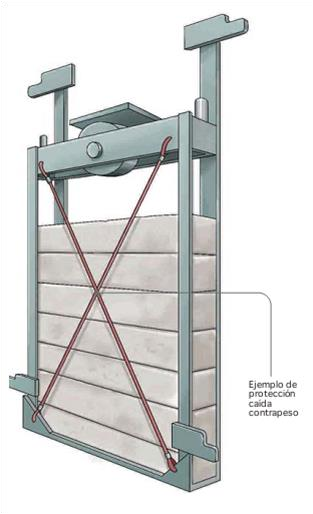 Ejemplo de
protección
caída
contrapeso